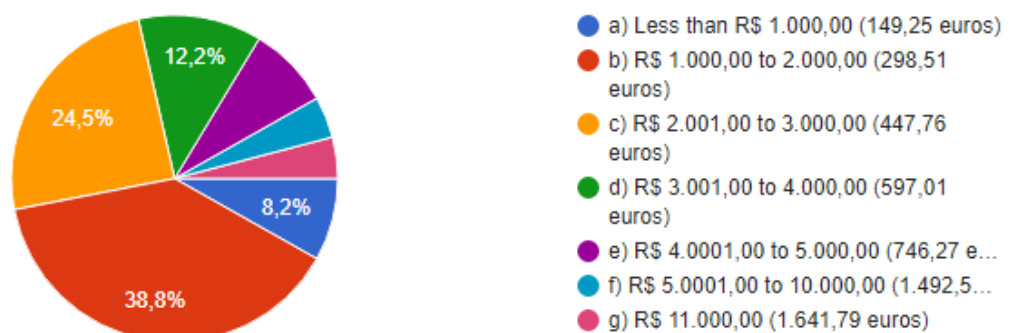 12,2%
24,5%
8,2%
38,8%
a) Less than R$ 1.000,00 (149,25 euros)
b) R$ 1.000,00 to 2.000,00 (298,51
euros)
c) R$ 2.001,00 to 3.000,00 (447,76
euros)
d) R$ 3.001,00 to 4.000,00 (597,01
euros)
e) R$ 4.0001,00 to 5.000,00 (746,27 e...
f) R$ 5.0001,00 to 10.000,00 (1.492,5...
g) R$ 11.000,00 (1.641,79 euros)